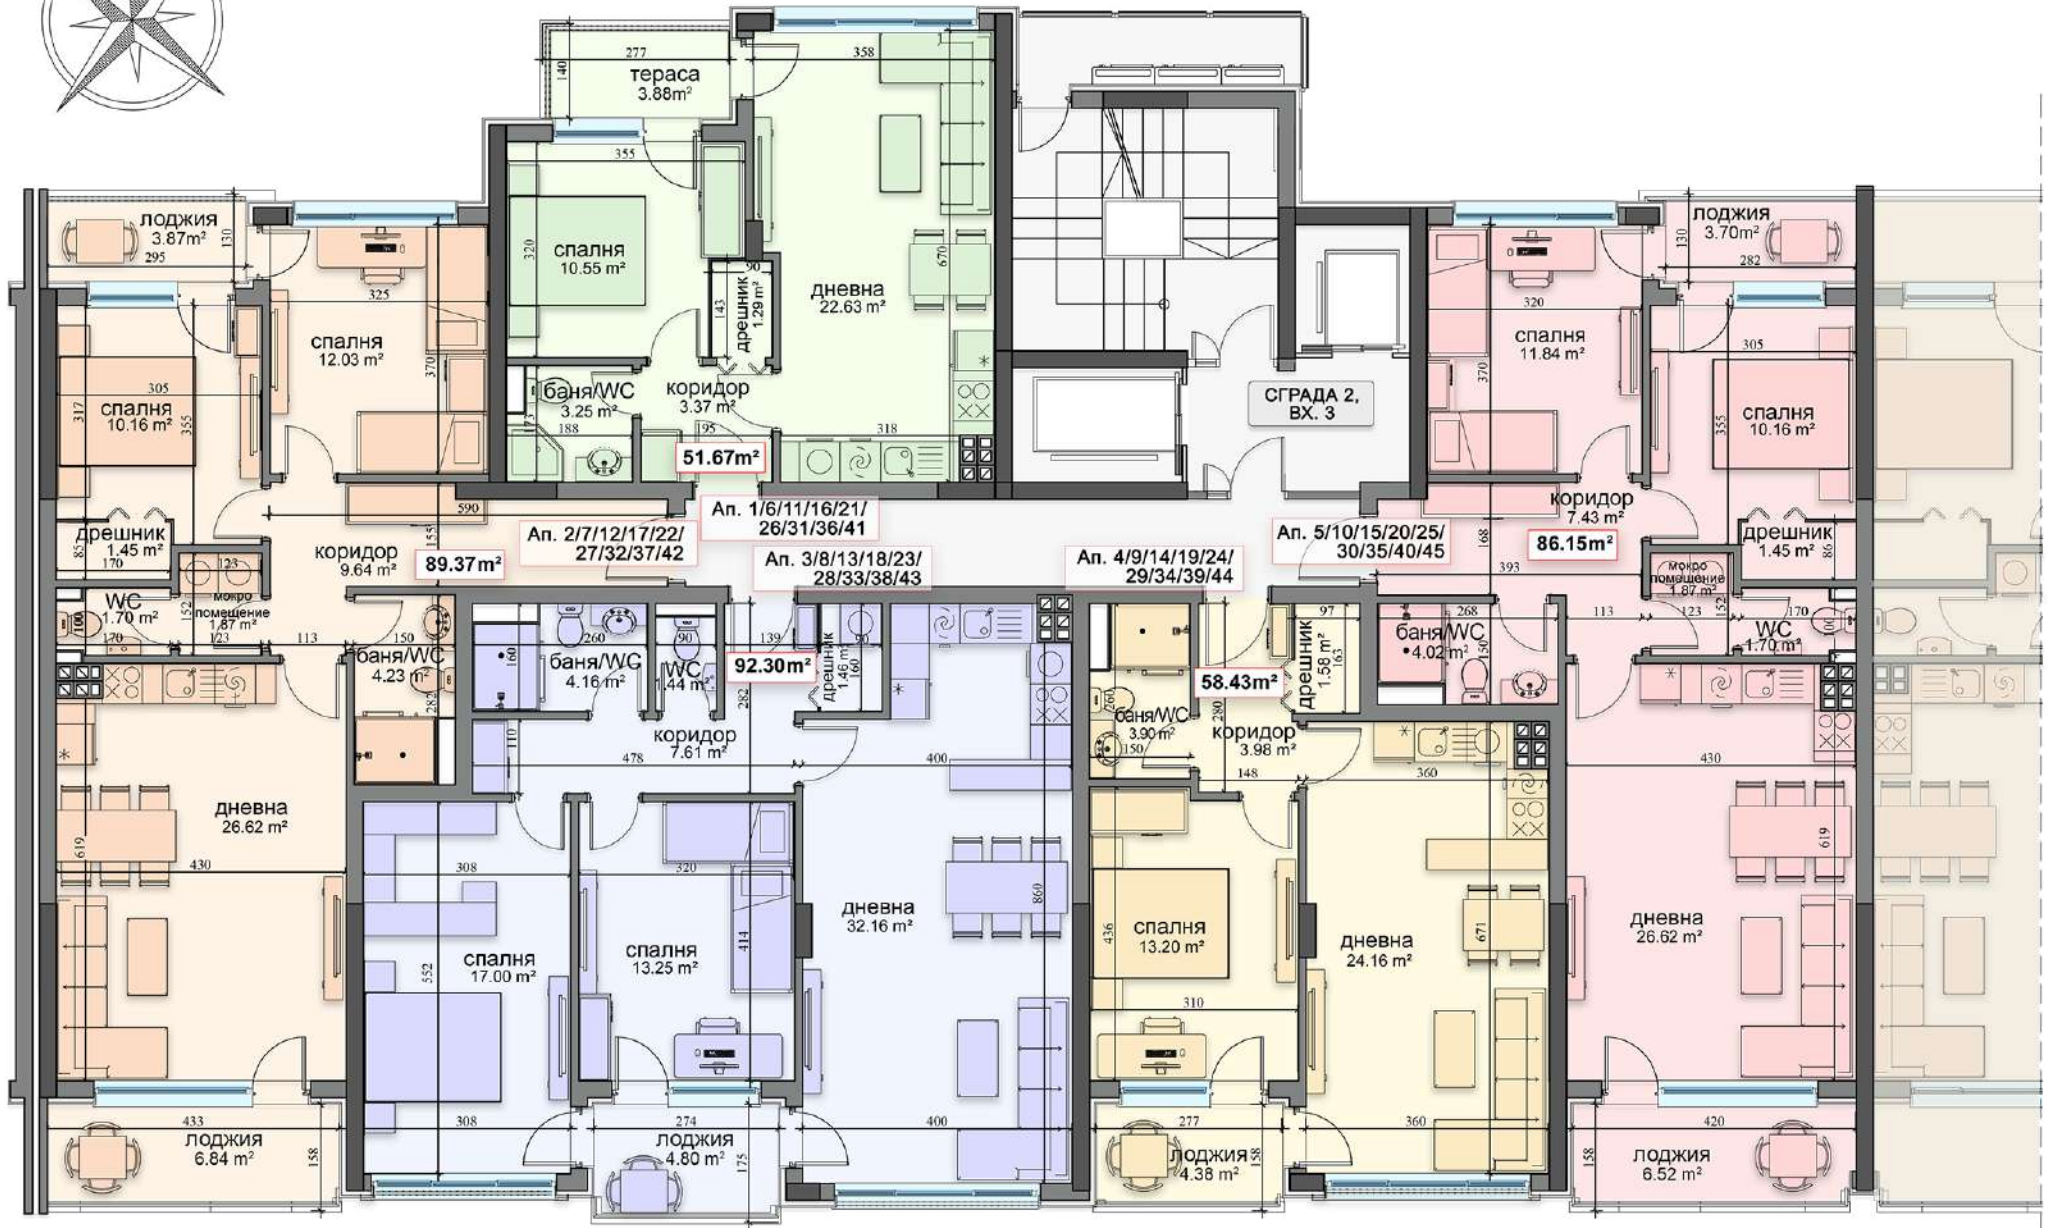 277
140
тераса
3.88m²
358
355
320
спалня
10.55 m²
90
143
дрешник
1.29 m²
670
дневна
22.63 m²
баня/WC
3.25 m²
173
188
коридор
3.37 m²
195
318
51.67m²
Ап. 1/6/11/16/21/
26/31/36/41
лоджия
3.87m²
130
295
325
спалня
12.03 m²
370
305
317
355
спалня
10.16 m²
дрешник
1.45 m²
85
170
590
155
коридор
9.64 m²
89.37m²
Ап. 2/7/12/17/22/
27/32/37/42
WC
1.70 m²
100
170
123
152
мокро
помещение
1.87 m²
123
113
150
баня/WC
4.23 m²
282
дневна
26.62 m²
619
430
433
лоджия
6.84 m²
158
Ап. 3/8/13/18/23/
28/33/38/43
260
160
баня/WC
4.16 m²
90
WC
139
92.30m²
282
дрешник
1.46 m²
90
160
110
478
коридор
7.61 m²
400
308
552
спалня
17.00 m²
308
320
414
спалня
13.25 m²
860
дневна
32.16 m²
274
лоджия
4.80 m²
175
400
Ап. 4/9/14/19/24/
29/34/39/44
97
дрешник
1.58 m²
163
58.43m²
260
280
баня/WC
3.90 m²
150
коридор
3.98 m²
148
360
436
спалня
13.20 m²
310
671
дневна
24.16 m²
277
лоджия
4.38 m²
158
360
СГРАДА 2,
ВХ. 3
Ап. 5/10/15/20/25/
30/35/40/45
лоджия
3.70m²
130
282
320
спалня
11.84 m²
370
305
355
спалня
10.16 m²
коридор
7.43 m²
86.15m²
168
393
дрешник
1.45 m²
86
мокро
помещение
1.87 m²
152
113
123
170
WC
1.70 m²
100
268
баня/WC
4.02 m²
150
430
619
дневна
26.62 m²
420
158
лоджия
6.52 m²